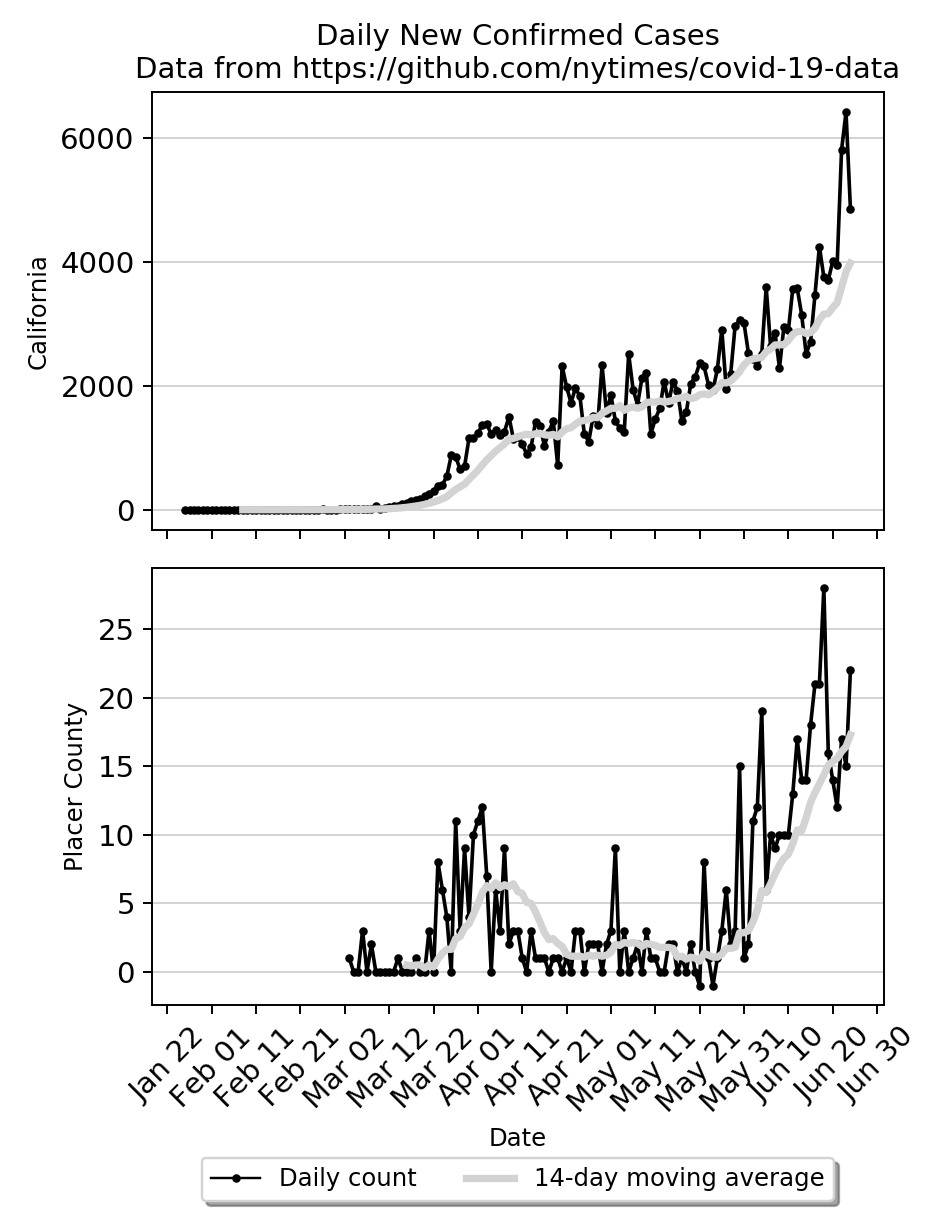 Daily New Confirmed Cases
Data from https://github.com/nytimes/covid-19-data
6000
4000
2000
0
California
25
20
15
10
5
0
Placer County
Jan 22
Feb 01
Feb 11
Feb 21
Mar 02
Mar 12
Mar 22
Apr 01
Apr 11
Apr 21
May 01
May 11
May 21
May 31
Jun 10
Jun 20
Jun 30
Date
Daily count
14-day moving average